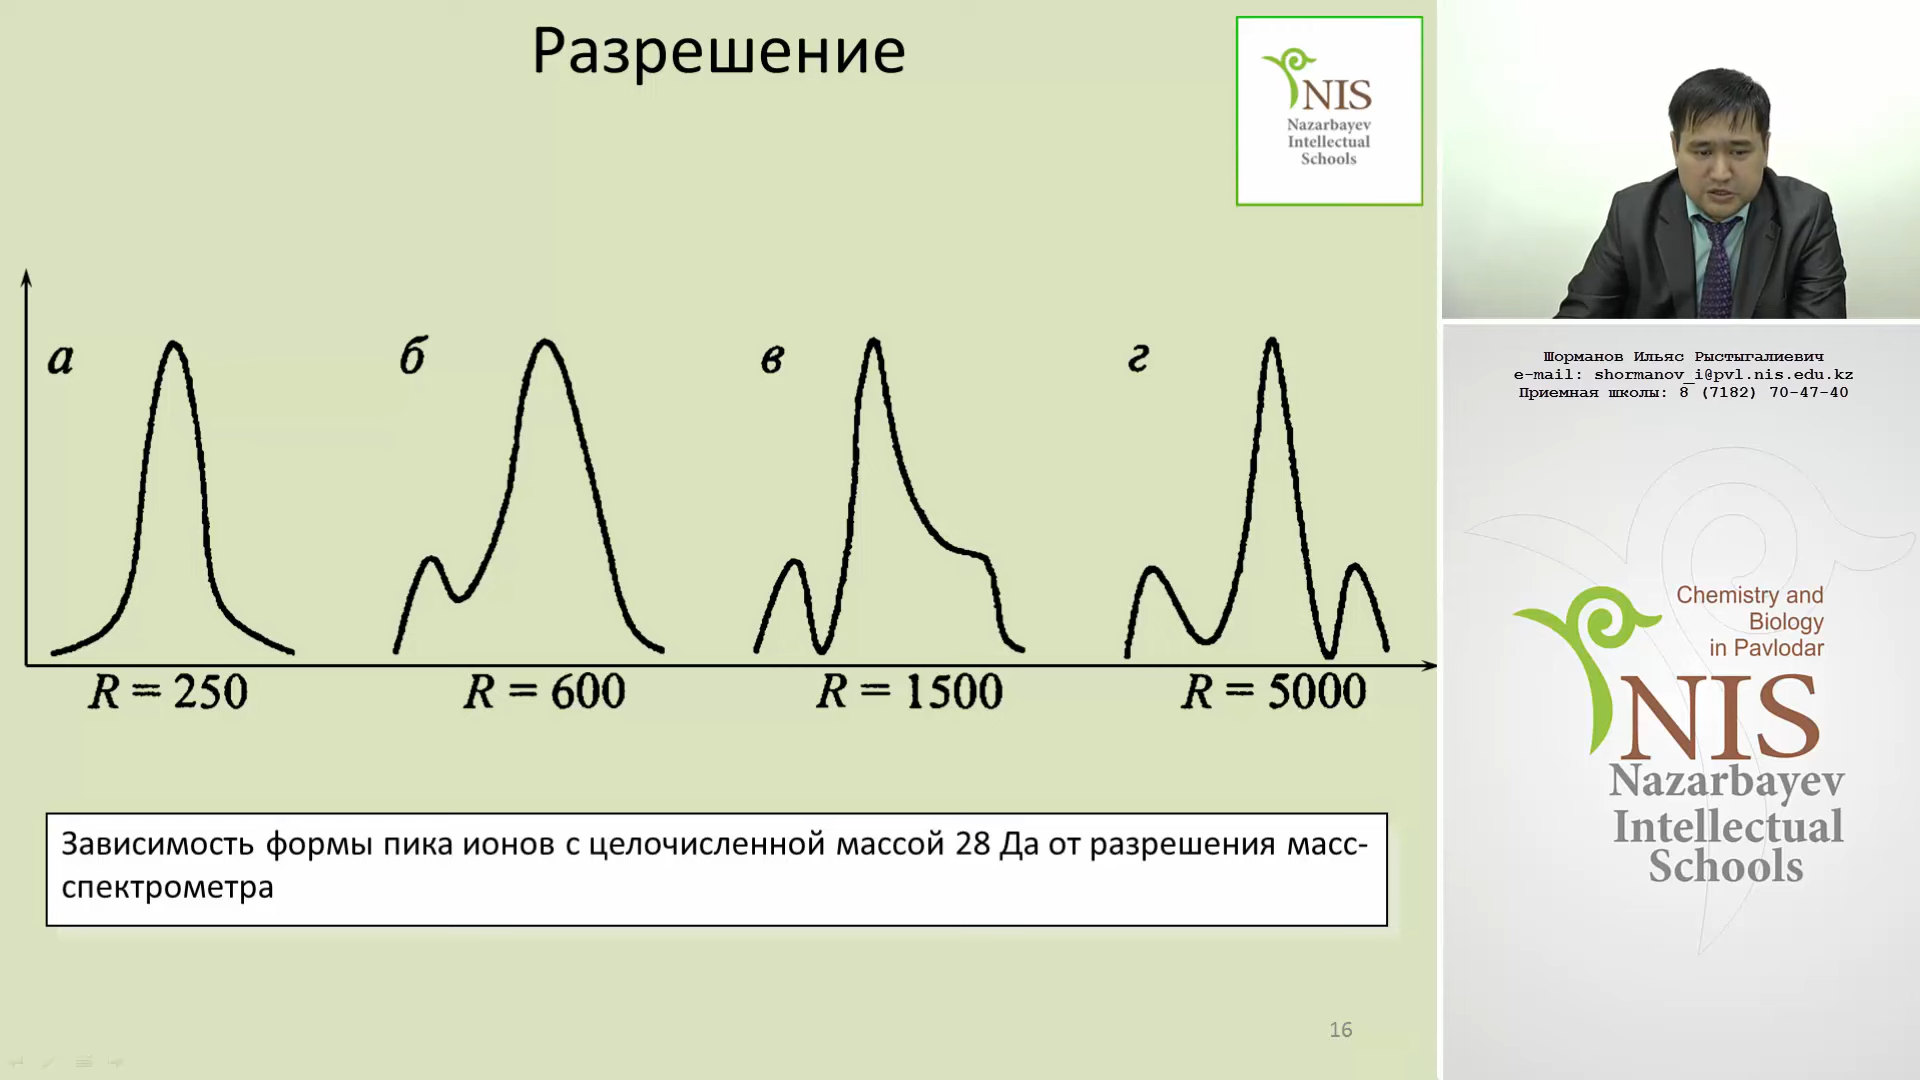 Разрешение
NIS
Nazarbayev
Intellectual
Schools
а
б
в
г
R = 250
R = 600
R = 1500
R = 5000
Зависимость формы пика ионов с целочисленной массой 28 Да от разрешения масс-
спектрометра
16
Шорманов Ильяс Рыстыгалиевич
e-mail: shormanov_i@pvl.nis.edu.kz
Приемная школы: 8 (7182) 70-47-40
Chemistry and
Biology
in Pavlodar
NIS
Nazarbayev
Intellectual
Schools